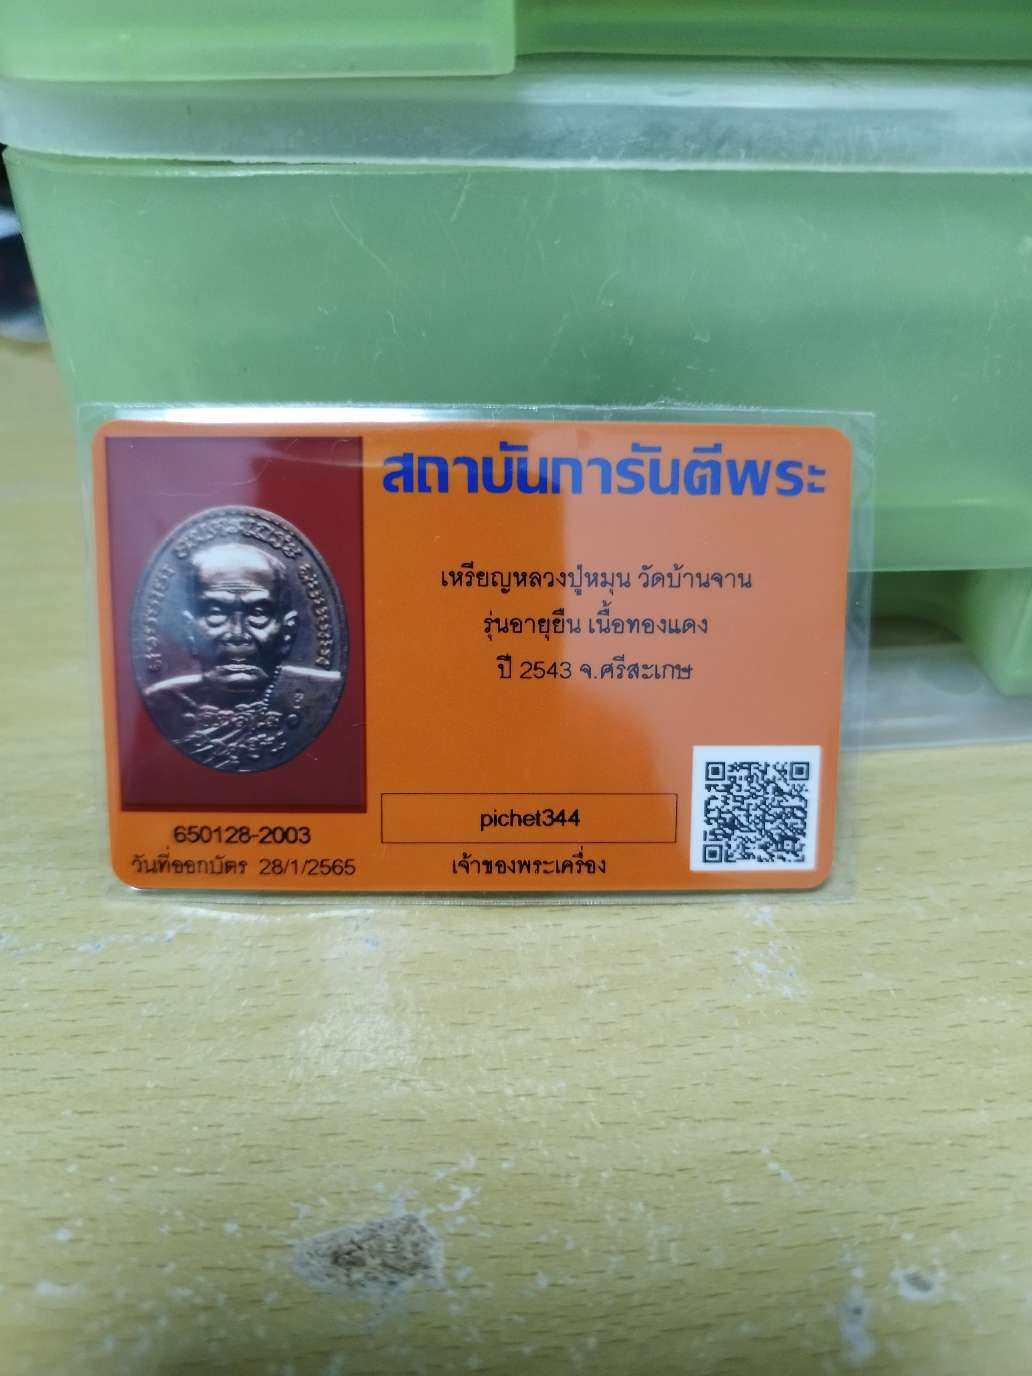 สถาบันการันตีพระ
เหรียญหลวงปู่หมุน วัดบ้านจาน
รุ่นอายุยืน เนื้อทองแดง
ปี 2543 จ.ศรีสะเกษ
pichet344
เจ้าของพระเครื่อง
650128-2003
วันที่ออกบัตร 28/1/2565